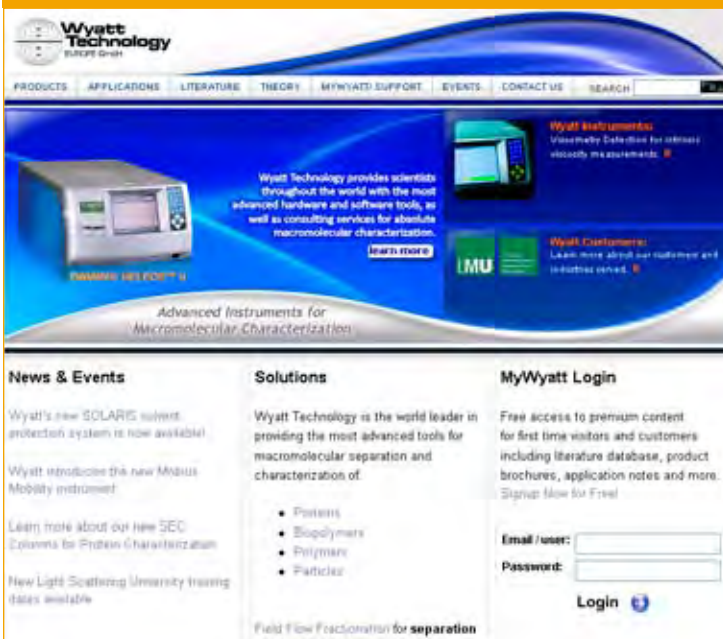 Wyatt
Technology
EUROPE GmbH
PRODUCTS APPLICATIONS LITERATURE THEORY MYWYATT SUPPORT EVENTS CONTACT US SEARCH
Wyatt Instruments:
Viscometry Detection for intrinsic
viscosity measurements.
Wyatt Technology provides scientists
throughout the world with the most
advanced hardware and software tools, as
well as consulting services for absolute
macromolecular characterization.
learn more
Wyatt Customers:
Learn more about our customers and
industries served.
LMU
DAWN® HELEOS™ II
Advanced Instruments for
Macromolecular Characterization
News & Events
Wyatt's new SOLARIS solvent
protection system is now available!
Wyatt introduces the new Möbius
Mobility instrument
Learn more about our new SEC
Columns for Protein Characterization
New Light Scattering University training
dates available
Solutions
Wyatt Technology is the world leader in
providing the most advanced tools for
macromolecular separation and
characterization of
Proteins
Biopolymers
Polymers
Particles
Field Flow Fractionation for separation
MyWyatt Login
Free access to premium content
for first time visitors and customers
including literature database, product
brochures, application notes and more.
Signup Now for Free!
Email / user:
Password:
Login